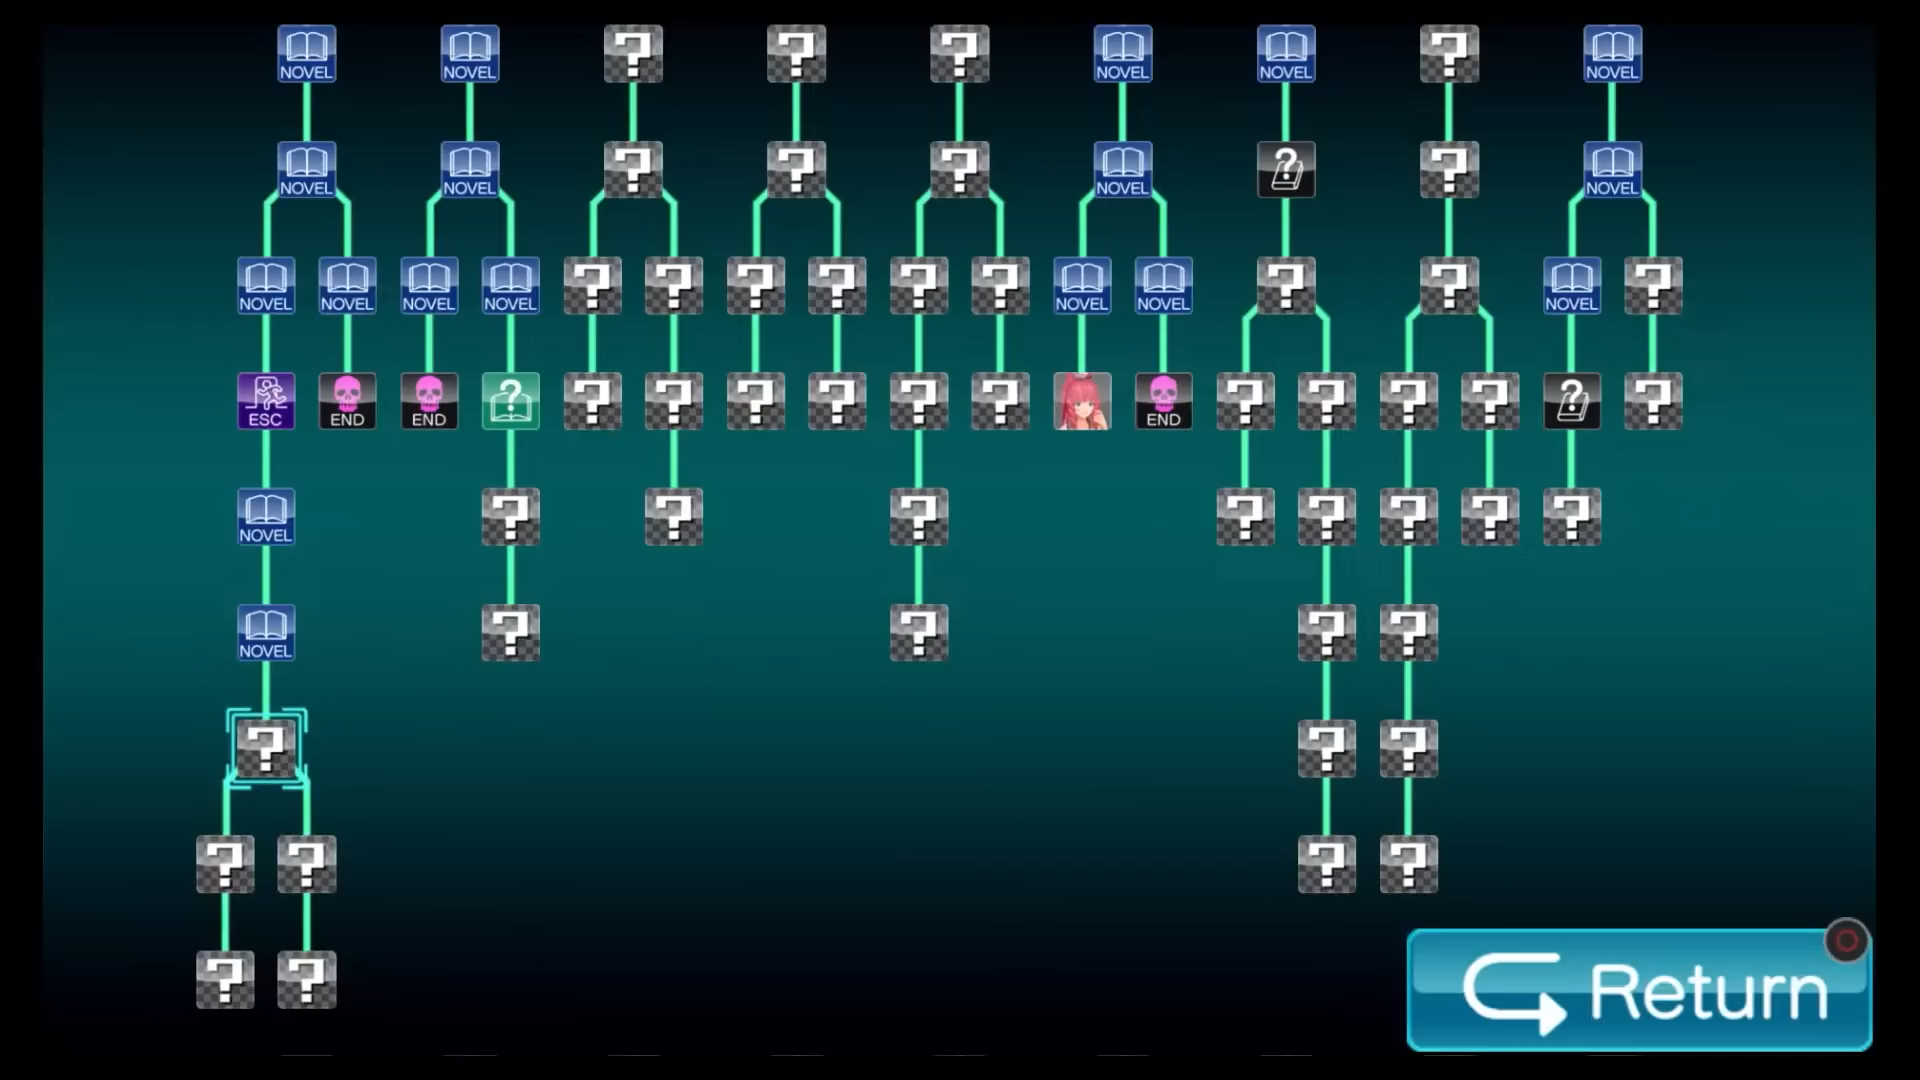 ? ? ? ?
NOVEL NOVEL NOVEL NOVEL NOVEL
? ? ? ? ?
NOVEL NOVEL NOVEL NOVEL
? ? ? ? ? ? ? ? ?
NOVEL NOVEL NOVEL NOVEL NOVEL NOVEL NOVEL
? ? ? ? ? ? ? ? ? ? ? ? ?
ESC END END END
? ? ? ? ? ? ? ?
NOVEL
? ? ? ?
NOVEL
? ? ?
? ? ? ?
? ?
Return